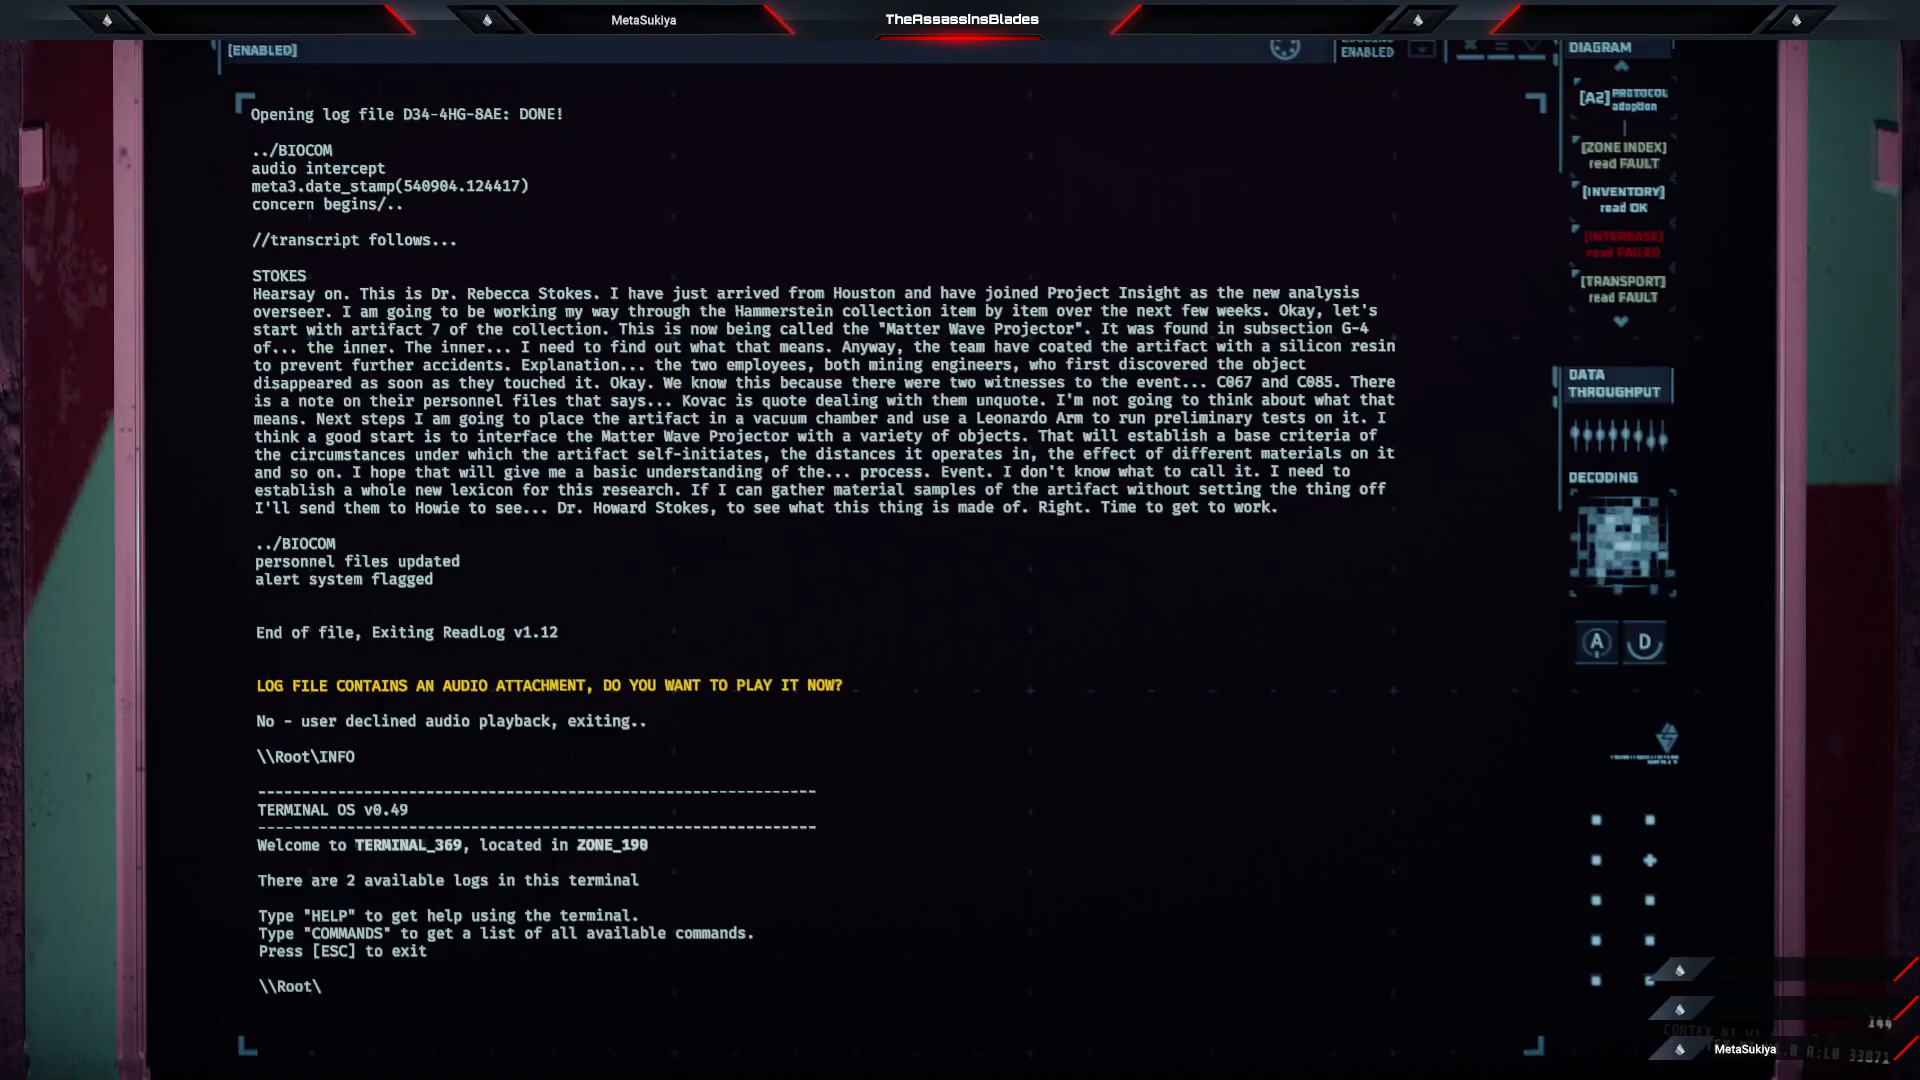 MetaSukiya
TheAssassinsBlades
[ENABLED]
ENABLED
Opening log file D34-4HG-8AE: DONE!
../BIOCOM
audio intercept
meta3.date_stamp(540904.124417)
concern begins/..
//transcript follows...
STOKES
Hearsay on. This is Dr. Rebecca Stokes. I have just arrived from Houston and have joined Project Insight as the new analysis
overseer. I am going to be working my way through the Hammerstein collection item by item over the next few weeks. Okay, let's
start with artifact 7 of the collection. This is now being called the "Matter Wave Projector". It was found in subsection G-4
of... the inner. The inner... I need to find out what that means. Anyway, the team have coated the artifact with a silicon resin
to prevent further accidents. Explanation... the two employees, both mining engineers, who first discovered the object
disappeared as soon as they touched it. Okay. We know this because there were two witnesses to the event... C067 and C085. There
is a note on their personnel files that says... Kovac is quote dealing with them unquote. I'm not going to think about what that
means. Next steps I am going to place the artifact in a vacuum chamber and use a Leonardo Arm to run preliminary tests on it. I
think a good start is to interface the Matter Wave Projector with a variety of objects. That will establish a base criteria of
the circumstances under which the artifact self-initiates, the distances it operates in, the effect of different materials on it
and so on. I hope that will give me a basic understanding of the... process. Event. I don't know what to call it. I need to
establish a whole new lexicon for this research. If I can gather material samples of the artifact without setting the thing off
I'll send them to Howie to see... Dr. Howard Stokes, to see what this thing is made of. Right. Time to get to work.
../BIOCOM
personnel files updated
alert system flagged
End of file, Exiting ReadLog v1.12
LOG FILE CONTAINS AN AUDIO ATTACHMENT, DO YOU WANT TO PLAY IT NOW?
No - user declined audio playback, exiting..
\\Root\INFO
---------------------------------------------------------------
TERMINAL OS v0.49
---------------------------------------------------------------
Welcome to TERMINAL_369, located in ZONE_190
There are 2 available logs in this terminal
Type "HELP" to get help using the terminal.
Type "COMMANDS" to get a list of all available commands.
Press [ESC] to exit
\\Root\
DIAGRAM
[A2] PROTOCOL
adoption
[ZONE INDEX]
read FAULT
[INVENTORY]
read OK
[INTERBASE]
read FAILED
[TRANSPORT]
read FAULT
DATA
THROUGHPUT
DECODING
A D
144
MetaSukiya
R:L0 33871